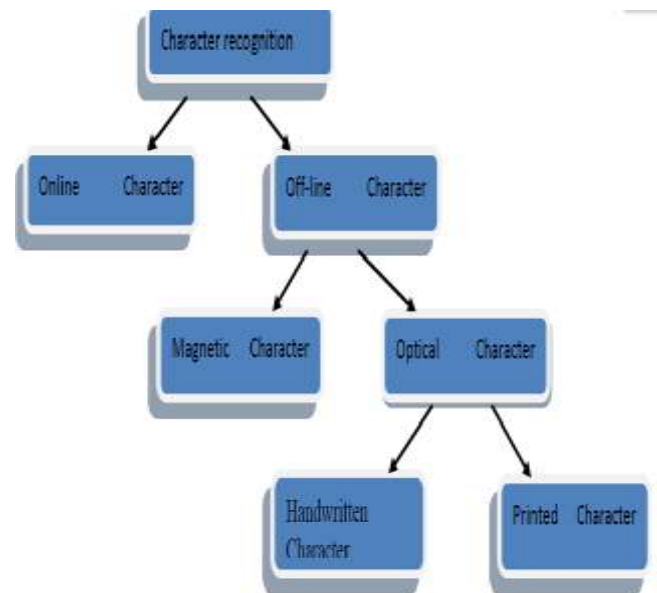 Character recognition
Online Character
Off-line Character
Magnetic Character
Optical Character
Handwritten
Character
Printed Character